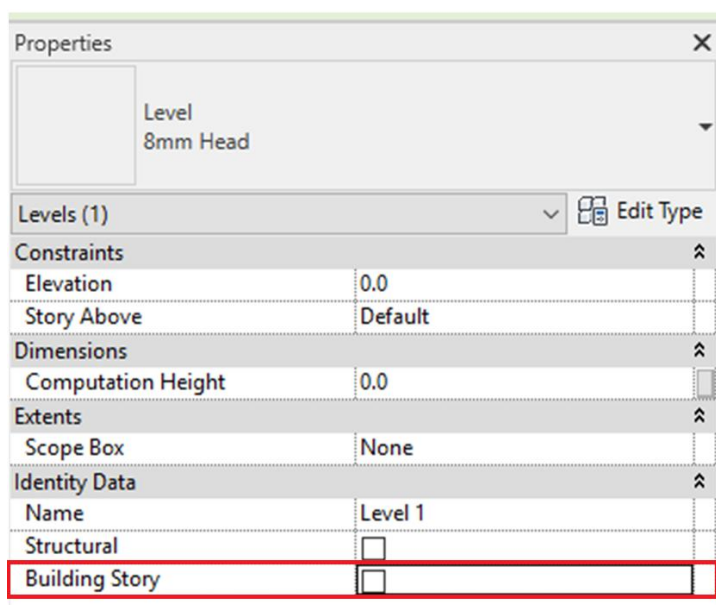 Properties
Level
8mm Head
Levels (1)
Edit Type
Constraints
Elevation 0.0
Story Above Default
Dimensions
Computation Height 0.0
Extents
Scope Box None
Identity Data
Name Level 1
Structural
Building Story